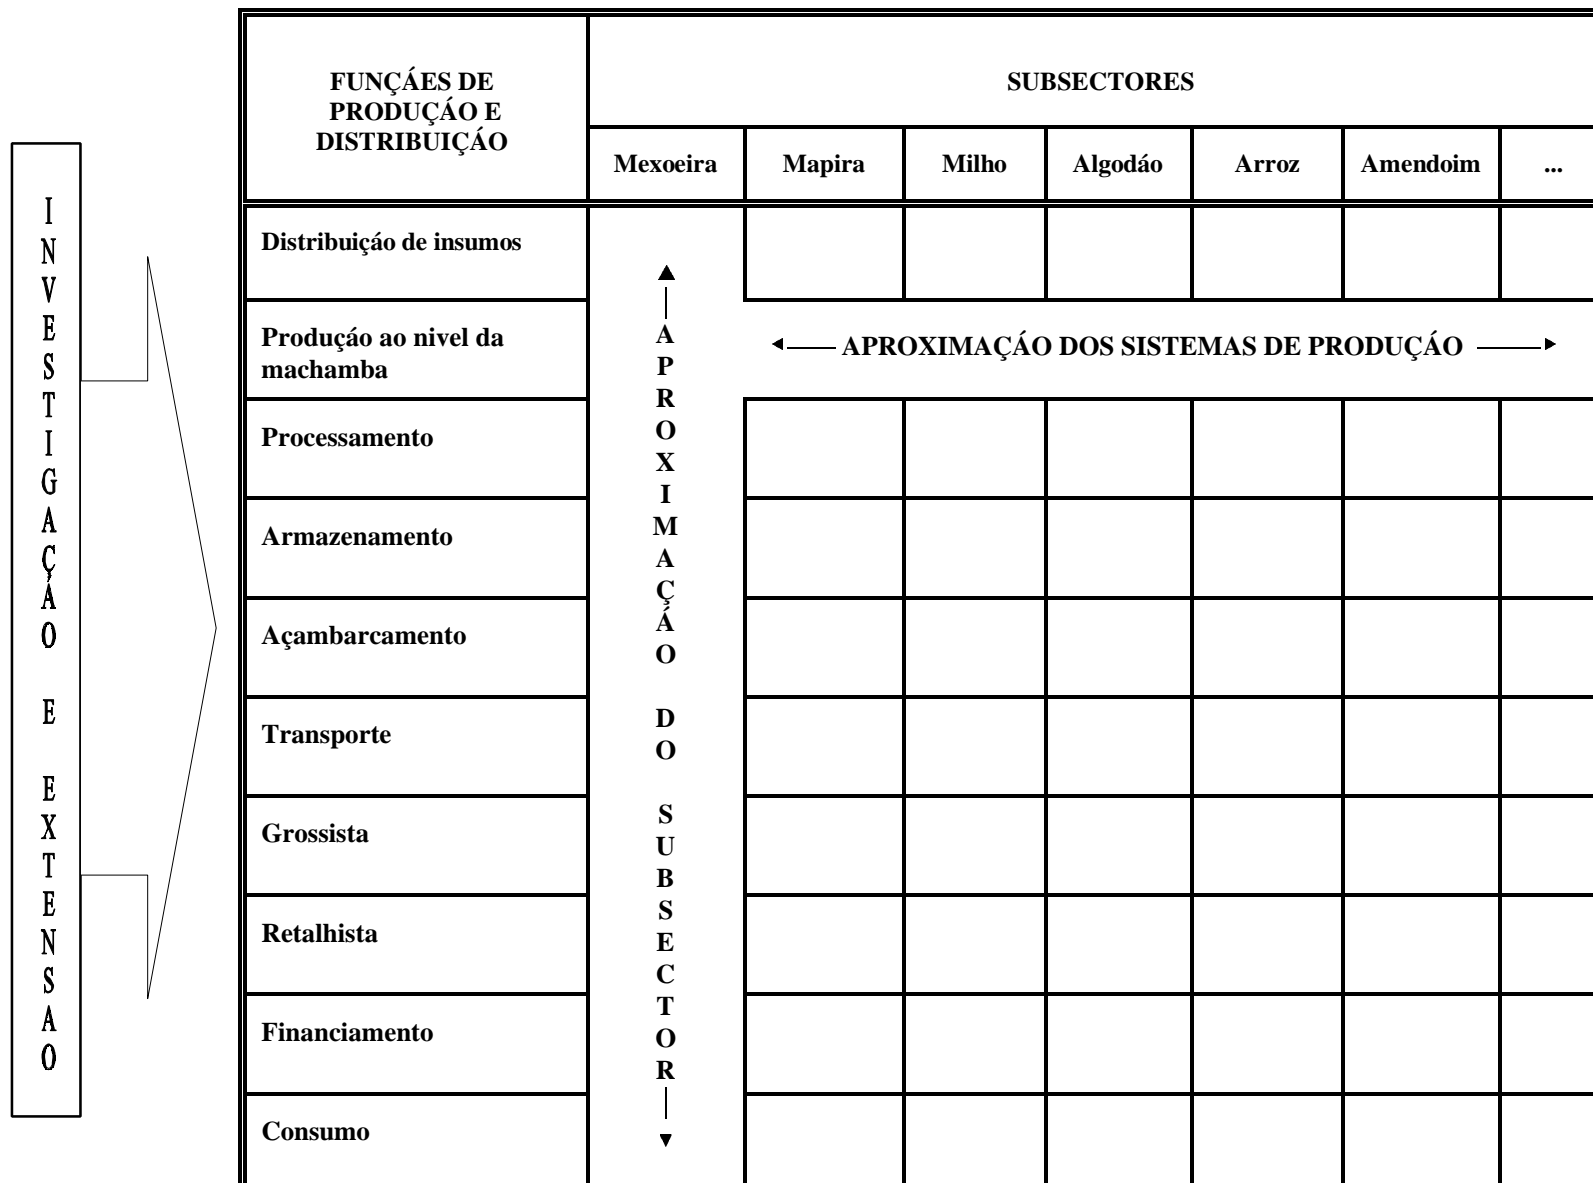 INVESTIGAÇÁO E EXTENSAO
FUNÇÁES DE
PRODUÇÁO E
DISTRIBUIÇÁO
SUBSECTORES
Mexoeira
Mapira
Milho
Algodáo
Arroz
Amendoim
...
Distribuiçáo de insumos
APROXIMAÇÁO DO SUBSECTOR
Produçáo ao nivel da
machamba
APROXIMAÇÁO DOS SISTEMAS DE PRODUÇÁO
Processamento
Armazenamento
Açambarcamento
Transporte
Grossista
Retalhista
Financiamento
Consumo